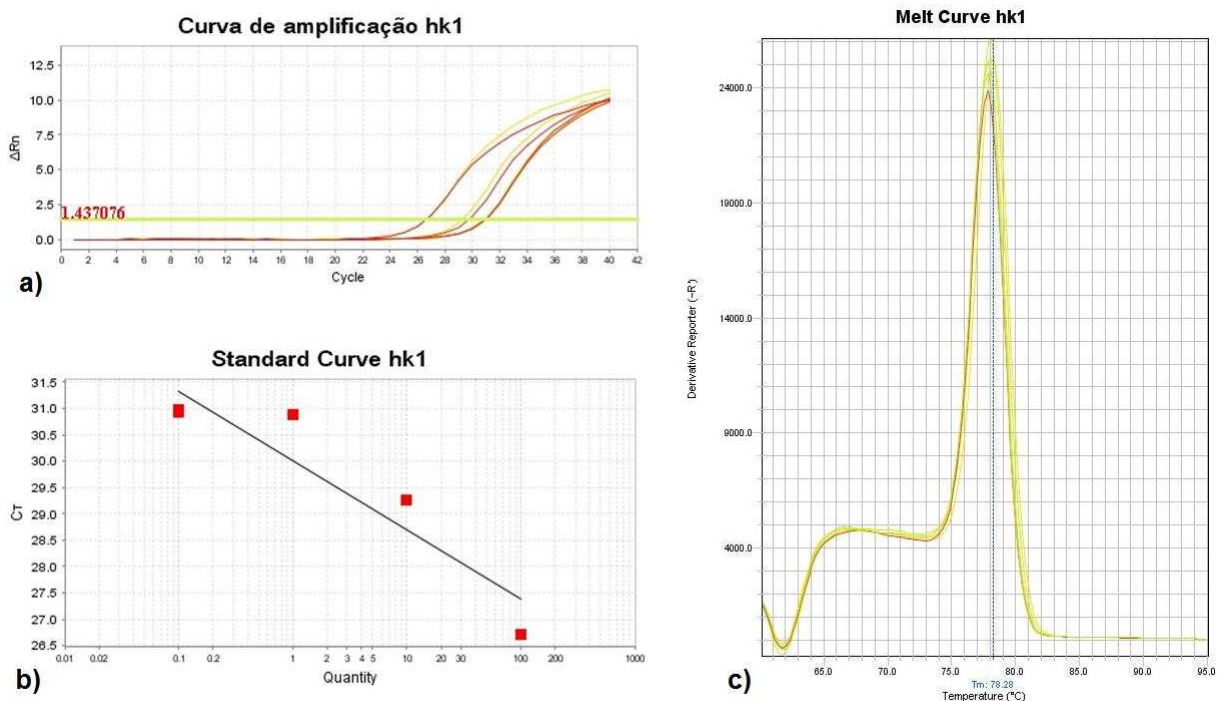 Curva de amplificação hk1
12.5
10.0
7.5
5.0
2.5
0.0
ΔRn
1.437076
0 2 4 6 8 10 12 14 16 18 20 22 24 26 28 30 32 34 36 38 40 42
Cycle
a)
Standard Curve hk1
31.5
31.0
30.5
30.0
29.5
29.0
28.5
28.0
27.5
27.0
26.5
CT
0.01 0.02 0.1 0.2 1 2 3 4 5 10 20 30 100 200 1000
Quantity
b)
Melt Curve hk1
24000.0
19000.0
14000.0
9000.0
4000.0
Derivative Reporter (-R')
65.0 70.0 75.0 80.0 85.0 90.0 95.0
Tm: 78.28
Temperature (°C)
c)